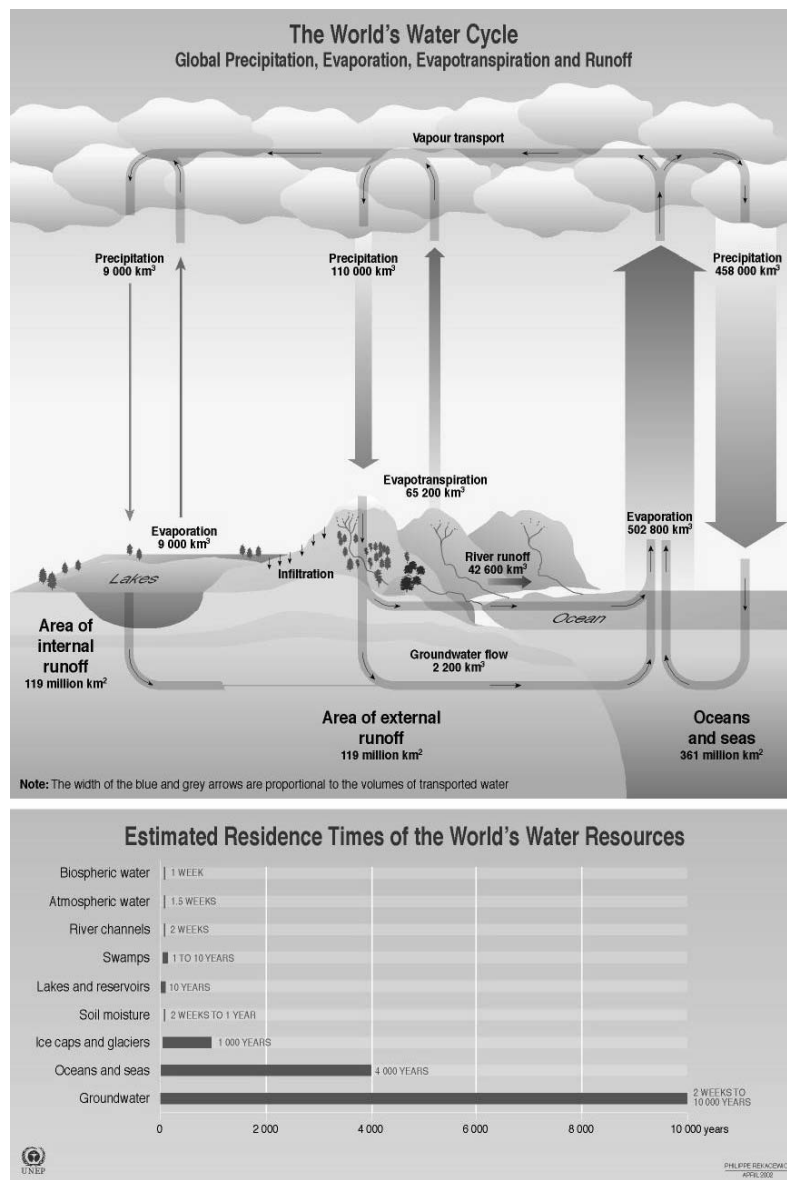 The World's Water Cycle
Global Precipitation, Evaporation, Evapotranspiration and Runoff
Vapour transport
Precipitation
9 000 km³
Precipitation
110 000 km³
Precipitation
458 000 km³
Evapotranspiration
65 200 km³
Evaporation
9 000 km³
Evaporation
502 800 km³
River runoff
42 600 km³
Infiltration
Lakes
Ocean
Area of
internal
runoff
119 million km²
Groundwater flow
2 200 km³
Area of external
runoff
119 million km²
Oceans
and seas
361 million km²
Note: The width of the blue and grey arrows are proportional to the volumes of transported water
Estimated Residence Times of the World's Water Resources
Biospheric water 1 WEEK
Atmospheric water 1.5 WEEKS
River channels 2 WEEKS
Swamps 1 TO 10 YEARS
Lakes and reservoirs 10 YEARS
Soil moisture 2 WEEKS TO 1 YEAR
Ice caps and glaciers 1 000 YEARS
Oceans and seas 4 000 YEARS
Groundwater 2 WEEKS TO
10 000 YEARS
0 2 000 4 000 6 000 8 000 10 000 years
UNEP
PHILIPPE
APRIL 2002